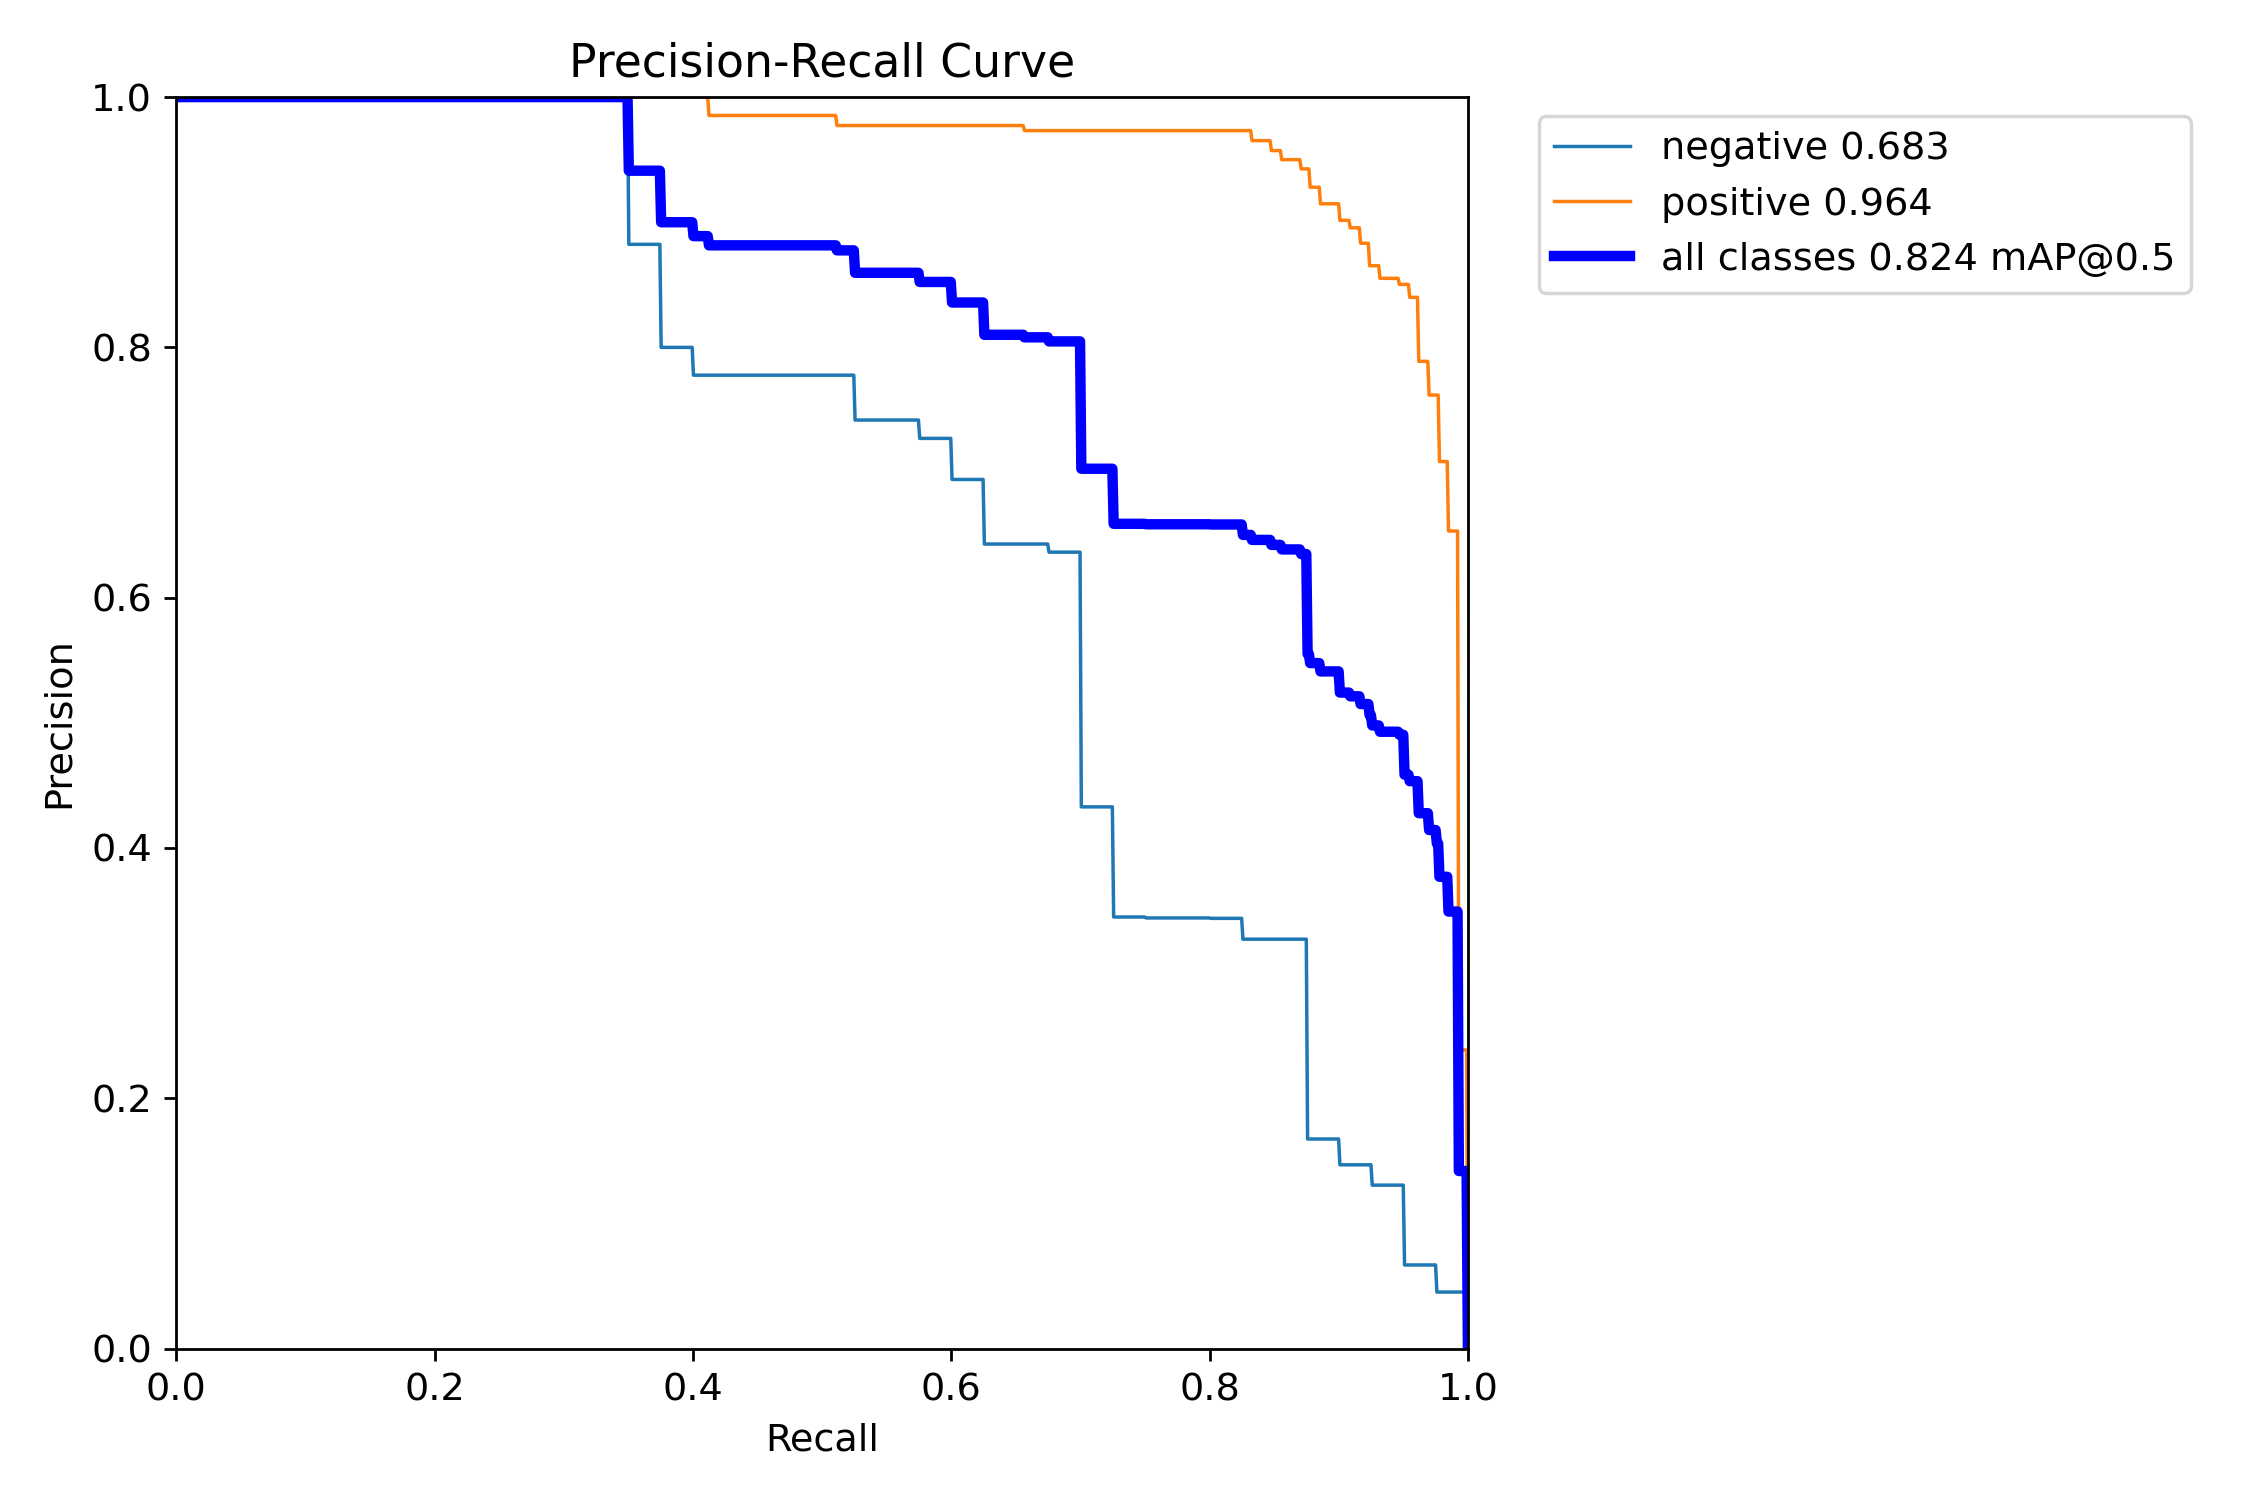 Precision-Recall Curve
1.0
0.8
0.6
0.4
0.2
0.0
Precision
0.0 0.2 0.4 0.6 0.8 1.0
Recall
negative 0.683
positive 0.964
all classes 0.824 mAP@0.5